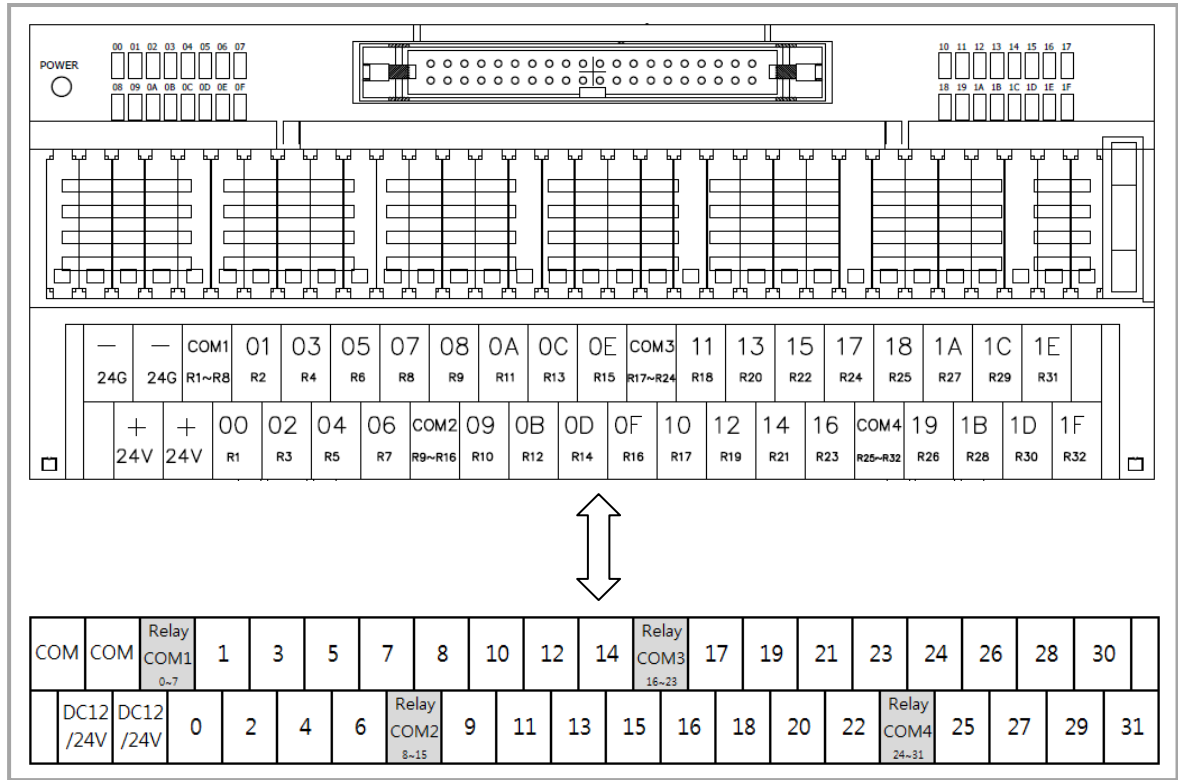 00 01 02 03 04 05 06 07
10 11 12 13 14 15 16 17
POWER
08 09 0A 0B 0C 0D 0E 0F
18 19 1A 1B 1C 1D 1E 1F
— — COM1 01 03 05 07 08 0A 0C 0E COM3 11 13 15 17 18 1A 1C 1E
24G 24G R1~R8 R2 R4 R6 R8 R9 R11 R13 R15 R17~R24 R18 R20 R22 R24 R25 R27 R29 R31
+ + 00 02 04 06 COM2 09 0B 0D 0F 10 12 14 16 COM4 19 1B 1D 1F
24V 24V R1 R3 R5 R7 R9~R16 R10 R12 R14 R16 R17 R19 R21 R23 R25~R32 R26 R28 R30 R32
COM COM Relay COM1 0~7 1 3 5 7 8 10 12 14 Relay COM3 16~23 17 19 21 23 24 26 28 30
DC12 /24V DC12 /24V 0 2 4 6 Relay COM2 8~15 9 11 13 15 16 18 20 22 Relay COM4 24~31 25 27 29 31